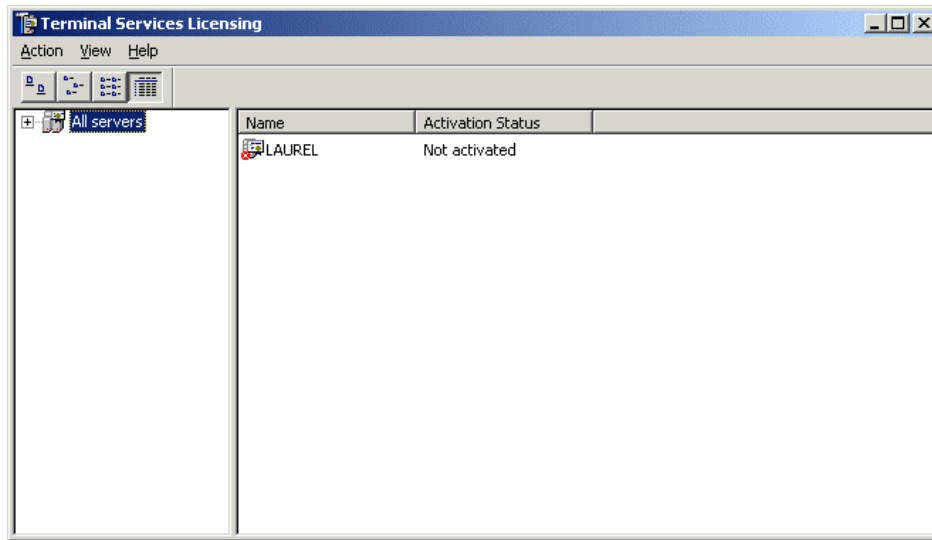 Terminal Services Licensing
Action View Help
All servers
Name Activation Status
LAUREL Not activated